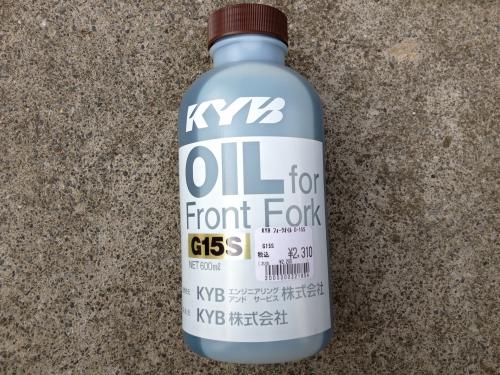 KYB
OIL for
Front Fork
G15S
NET 600ml
KYB フォークオイル G-15S
G15S
税込 ¥2,310
KYB エンジニアリング アンド サービス 株式会社
KYB 株式会社